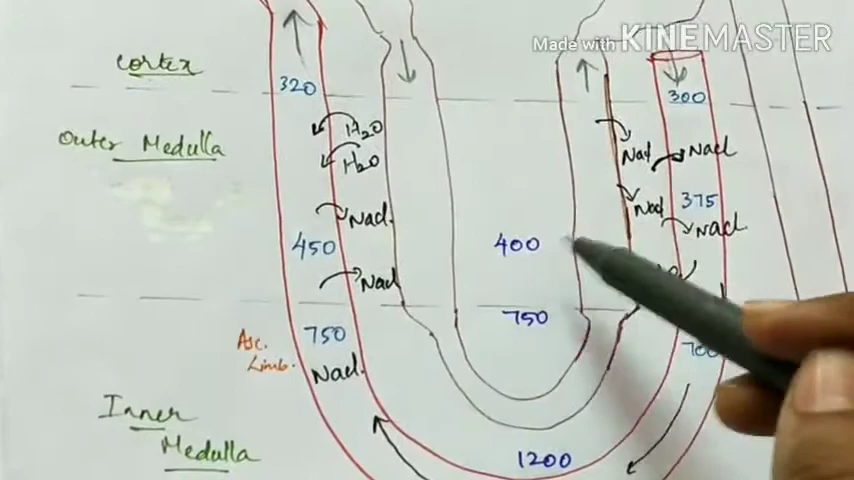 Made with KINEMASTER
Cortex
320
300
Outer Medulla
H2O
H2O
Nacl
Nacl
Nacl
Nacl
375
Nacl
Nacl
450
400
Nacl
750
750
Asc.
Limb.
Nacl
700
Inner
Medulla
1200